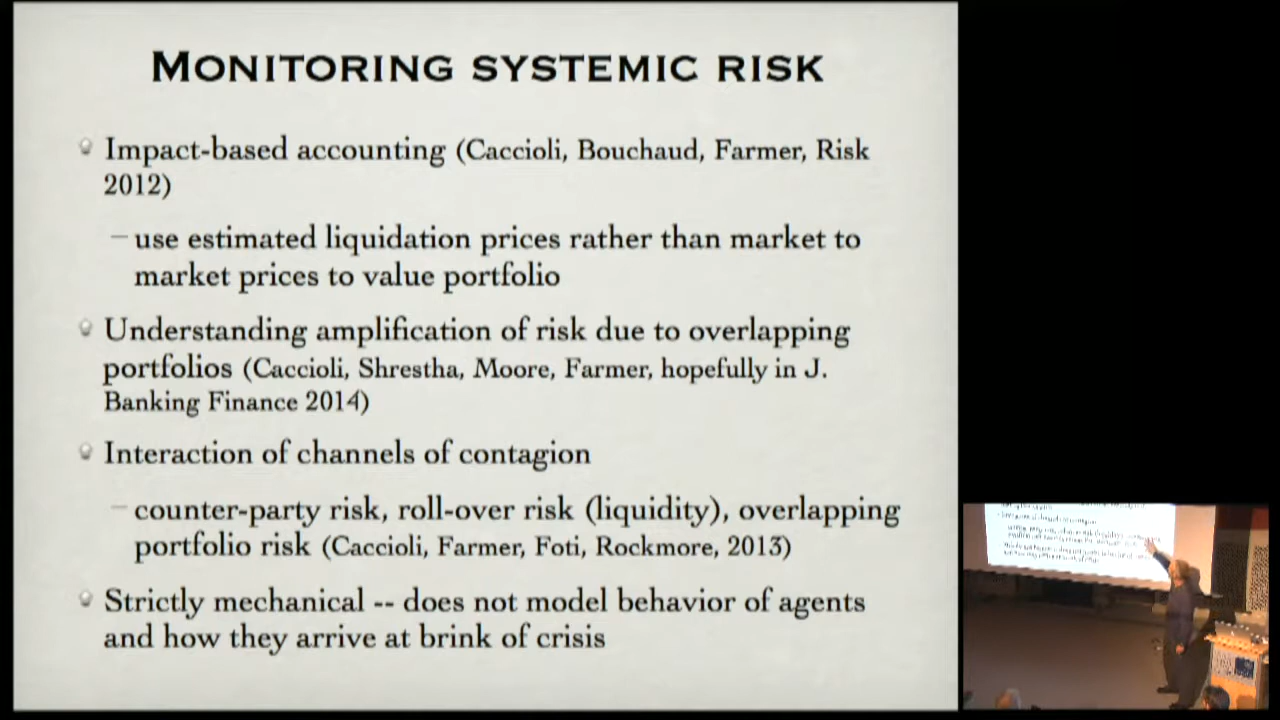 MONITORING SYSTEMIC RISK
Impact-based accounting (Caccioli, Bouchaud, Farmer, Risk
2012)
– use estimated liquidation prices rather than market to
market prices to value portfolio
Understanding amplification of risk due to overlapping
portfolios (Caccioli, Shrestha, Moore, Farmer, hopefully in J.
Banking Finance 2014)
Interaction of channels of contagion
– counter-party risk, roll-over risk (liquidity), overlapping
portfolio risk (Caccioli, Farmer, Foti, Rockmore, 2013)
Strictly mechanical -- does not model behavior of agents
and how they arrive at brink of crisis